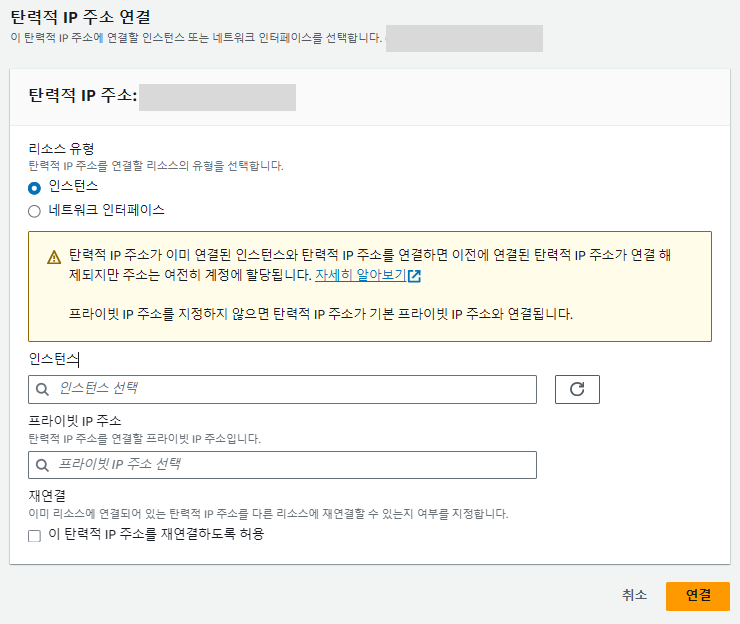 탄력적 IP 주소 연결
이 탄력적 IP 주소에 연결할 인스턴스 또는 네트워크 인터페이스를 선택합니다.
탄력적 IP 주소:
리소스 유형
탄력적 IP 주소를 연결할 리소스의 유형을 선택합니다.
인스턴스
네트워크 인터페이스
탄력적 IP 주소가 이미 연결된 인스턴스와 탄력적 IP 주소를 연결하면 이전에 연결된 탄력적 IP 주소가 연결 해
제되지만 주소는 여전히 계정에 할당됩니다. 자세히 알아보기
프라이빗 IP 주소를 지정하지 않으면 탄력적 IP 주소가 기본 프라이빗 IP 주소와 연결됩니다.
인스턴스
인스턴스 선택
프라이빗 IP 주소
탄력적 IP 주소를 연결할 프라이빗 IP 주소입니다.
프라이빗 IP 주소 선택
재연결
이미 리소스에 연결되어 있는 탄력적 IP 주소를 다른 리소스에 재연결할 수 있는지 여부를 지정합니다.
이 탄력적 IP 주소를 재연결하도록 허용
취소
연결